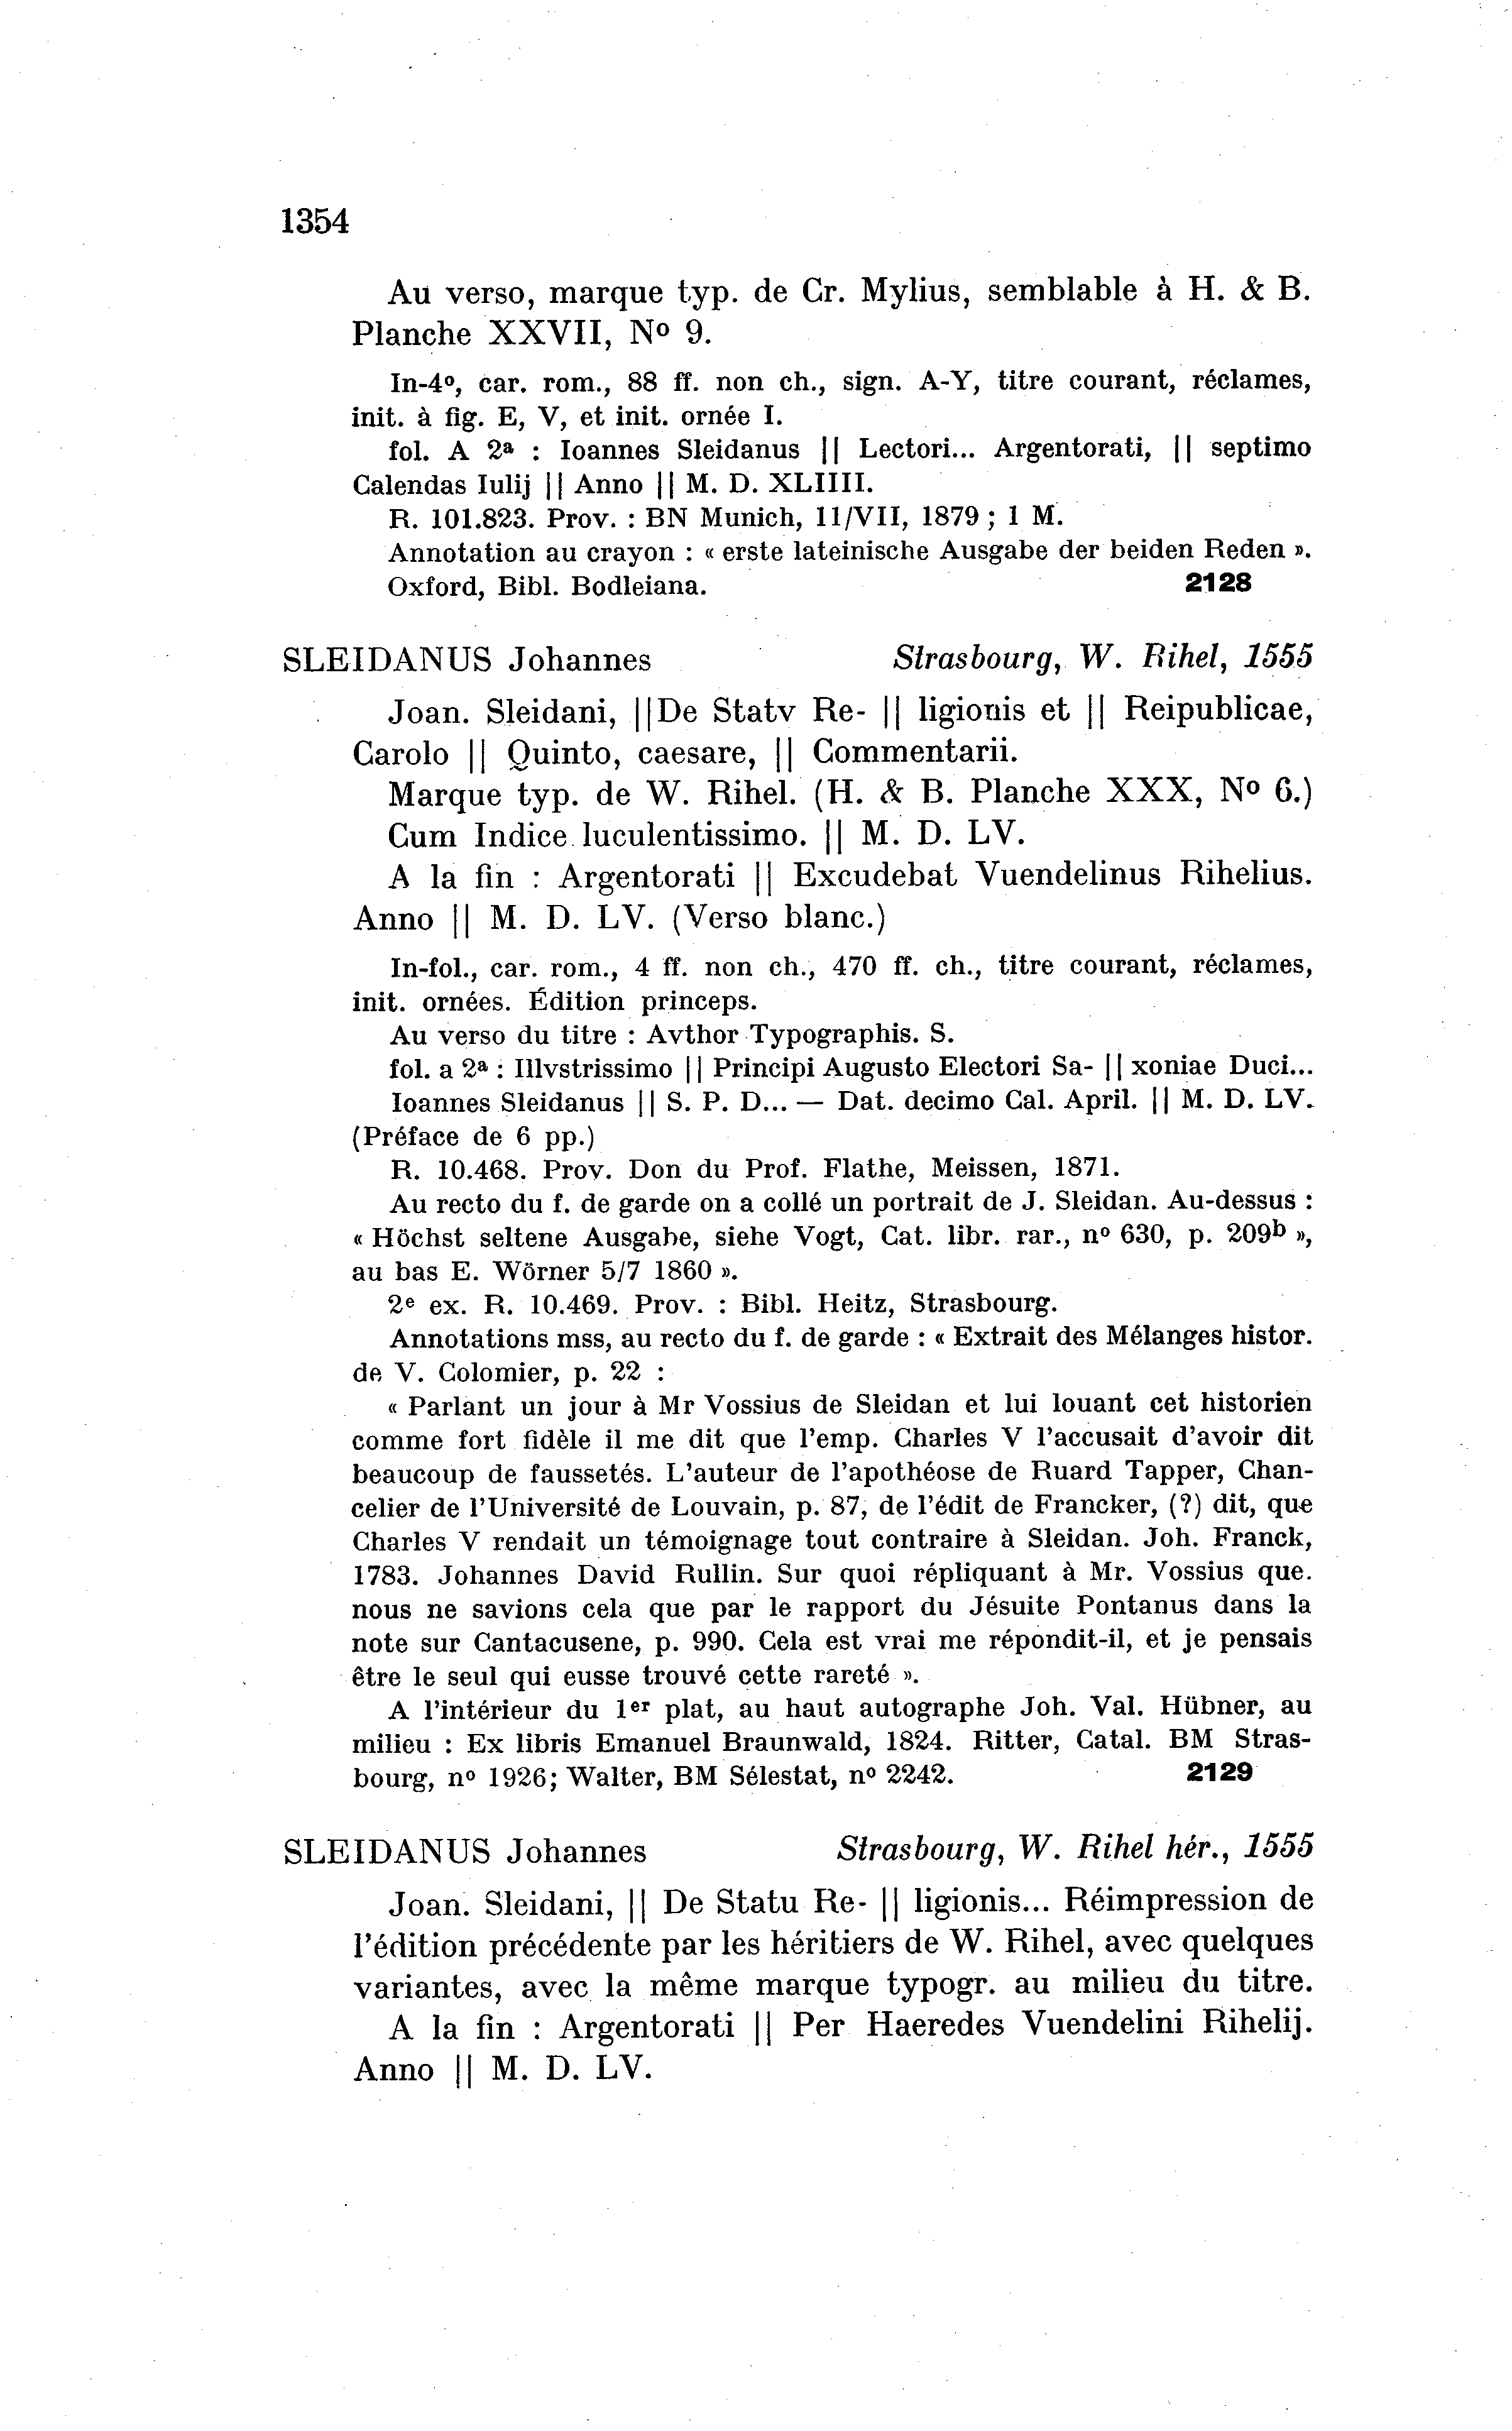 1354
Au verso, marque typ. de Cr. Mylius, semblable à H. & B.
Planche XXVII, Nº 9.
In-4º, car. rom., 88 ff. non ch., sign. A-Y, titre courant, réclames,
init. à fig. E, V, et init. ornée I.
fol. A 2ª : Ioannes Sleidanus || Lectori... Argentorati, || septimo
Calendas Iulij || Anno || M. D. XLIIII.
R. 101.823. Prov. : BN Munich, 11/VII, 1879 ; 1 M.
Annotation au crayon : « erste lateinische Ausgabe der beiden Reden ».
Oxford, Bibl. Bodleiana. 2128
SLEIDANUS Johannes Strasbourg, W. Rihel, 1555
Joan. Sleidani, ||De Statv Re- || ligionis et || Reipublicae,
Carolo || Quinto, caesare, || Commentarii.
Marque typ. de W. Rihel. (H. & B. Planche XXX, Nº 6.)
Cum Indice luculentissimo. || M. D. LV.
A la fin : Argentorati || Excudebat Vuendelinus Rihelius.
Anno || M. D. LV. (Verso blanc.)
In-fol., car. rom., 4 ff. non ch., 470 ff. ch., titre courant, réclames,
init. ornées. Édition princeps.
Au verso du titre : Avthor Typographis. S.
fol. a 2ª : Illvstrissimo || Principi Augusto Electori Sa- || xoniae Duci...
Ioannes Sleidanus || S. P. D... — Dat. decimo Cal. April. || M. D. LV.
(Préface de 6 pp.)
R. 10.468. Prov. Don du Prof. Flathe, Meissen, 1871.
Au recto du f. de garde on a collé un portrait de J. Sleidan. Au-dessus :
« Höchst seltene Ausgabe, siehe Vogt, Cat. libr. rar., nº 630, p. 209ᵇ »,
au bas E. Wörner 5/7 1860 ».
2ᵉ ex. R. 10.469. Prov. : Bibl. Heitz, Strasbourg.
Annotations mss, au recto du f. de garde : « Extrait des Mélanges histor.
de V. Colomier, p. 22 :
« Parlant un jour à Mr Vossius de Sleidan et lui louant cet historien
comme fort fidèle il me dit que l'emp. Charles V l'accusait d'avoir dit
beaucoup de faussetés. L'auteur de l'apothéose de Ruard Tapper, Chan-
celier de l'Université de Louvain, p. 87, de l'édit de Francker, (?) dit, que
Charles V rendait un témoignage tout contraire à Sleidan. Joh. Franck,
1783. Johannes David Rullin. Sur quoi répliquant à Mr. Vossius que.
nous ne savions cela que par le rapport du Jésuite Pontanus dans la
note sur Cantacusene, p. 990. Cela est vrai me répondit-il, et je pensais
être le seul qui eusse trouvé cette rareté ».
A l'intérieur du 1ᵉʳ plat, au haut autographe Joh. Val. Hübner, au
milieu : Ex libris Emanuel Braunwald, 1824. Ritter, Catal. BM Stras-
bourg, nº 1926; Walter, BM Sélestat, nº 2242. 2129
SLEIDANUS Johannes Strasbourg, W. Rihel hér., 1555
Joan. Sleidani, || De Statu Re- || ligionis... Réimpression de
l'édition précédente par les héritiers de W. Rihel, avec quelques
variantes, avec la même marque typogr. au milieu du titre.
A la fin : Argentorati || Per Haeredes Vuendelini Rihelij.
Anno || M. D. LV.